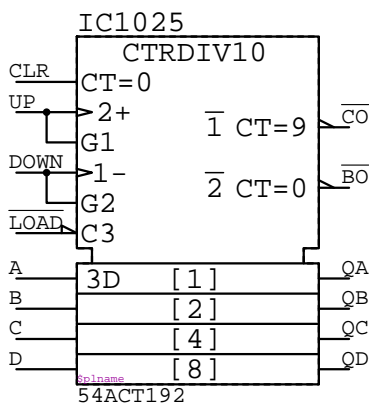 IC1025
CTRDIV10
CLR CT=0
UP 2+ 1 CT=9 CO
G1
DOWN 1- 2 CT=0 BO
G2
LOAD C3
A 3D [1] QA
B [2] QB
C [4] QC
D [8] QD
$plname
54ACT192